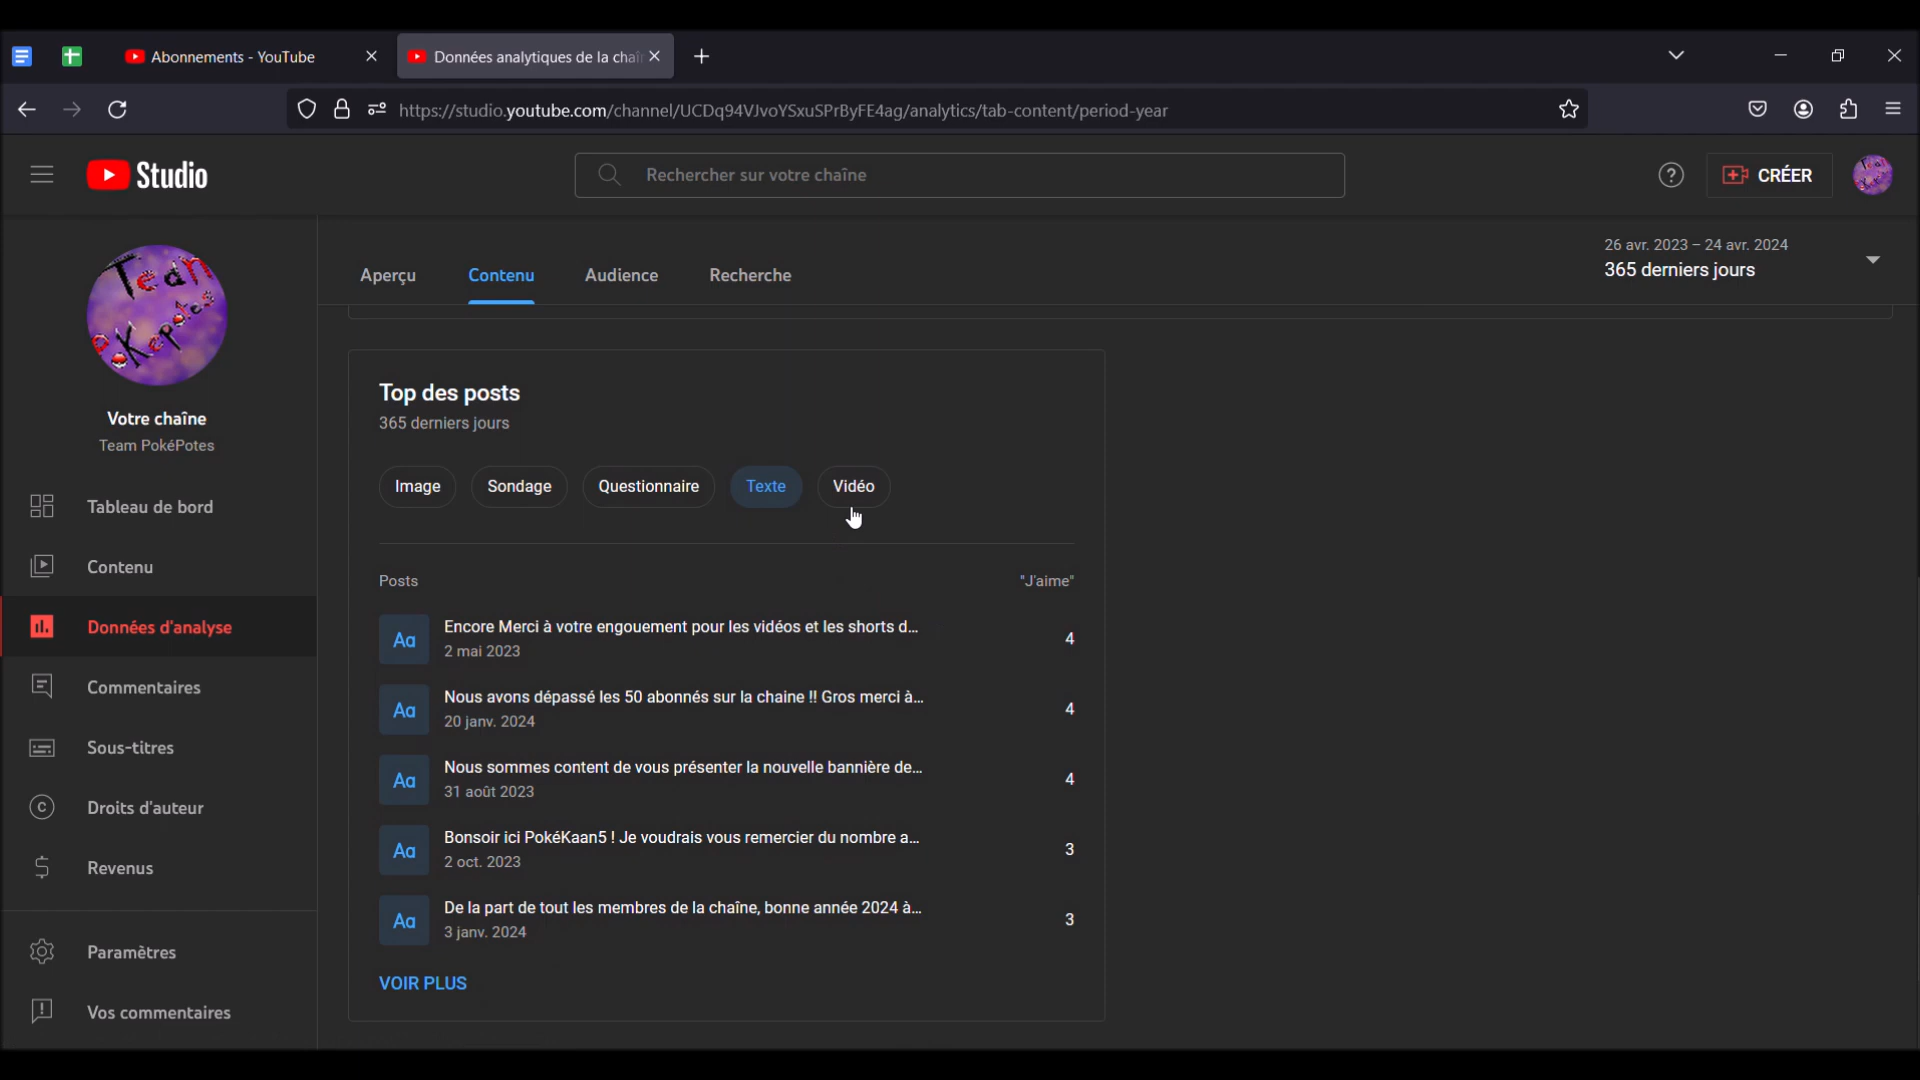 Abonnements - YouTube
Données analytiques de la chaî
https://studio.youtube.com/channel/UCDq94VJvoYSxuSPrByFE4ag/analytics/tab-content/period-year
Studio
Rechercher sur votre chaîne
CRÉER
Team PoKépotes
Votre chaîne
Team PokéPotes
Tableau de bord
Contenu
Données d'analyse
Commentaires
Sous-titres
Droits d'auteur
Revenus
Paramètres
Vos commentaires
Aperçu
Contenu
Audience
Recherche
26 avr. 2023 – 24 avr. 2024
365 derniers jours
Top des posts
365 derniers jours
Image
Sondage
Questionnaire
Texte
Vidéo
Posts
"J'aime"
Aa
Encore Merci à votre engouement pour les vidéos et les shorts d...
2 mai 2023
4
Aa
Nous avons dépassé les 50 abonnés sur la chaine !! Gros merci à...
20 janv. 2024
4
Aa
Nous sommes content de vous présenter la nouvelle bannière de...
31 août 2023
4
Aa
Bonsoir ici PokéKaan5 ! Je voudrais vous remercier du nombre a...
2 oct. 2023
3
Aa
De la part de tout les membres de la chaîne, bonne année 2024 à...
3 janv. 2024
3
VOIR PLUS